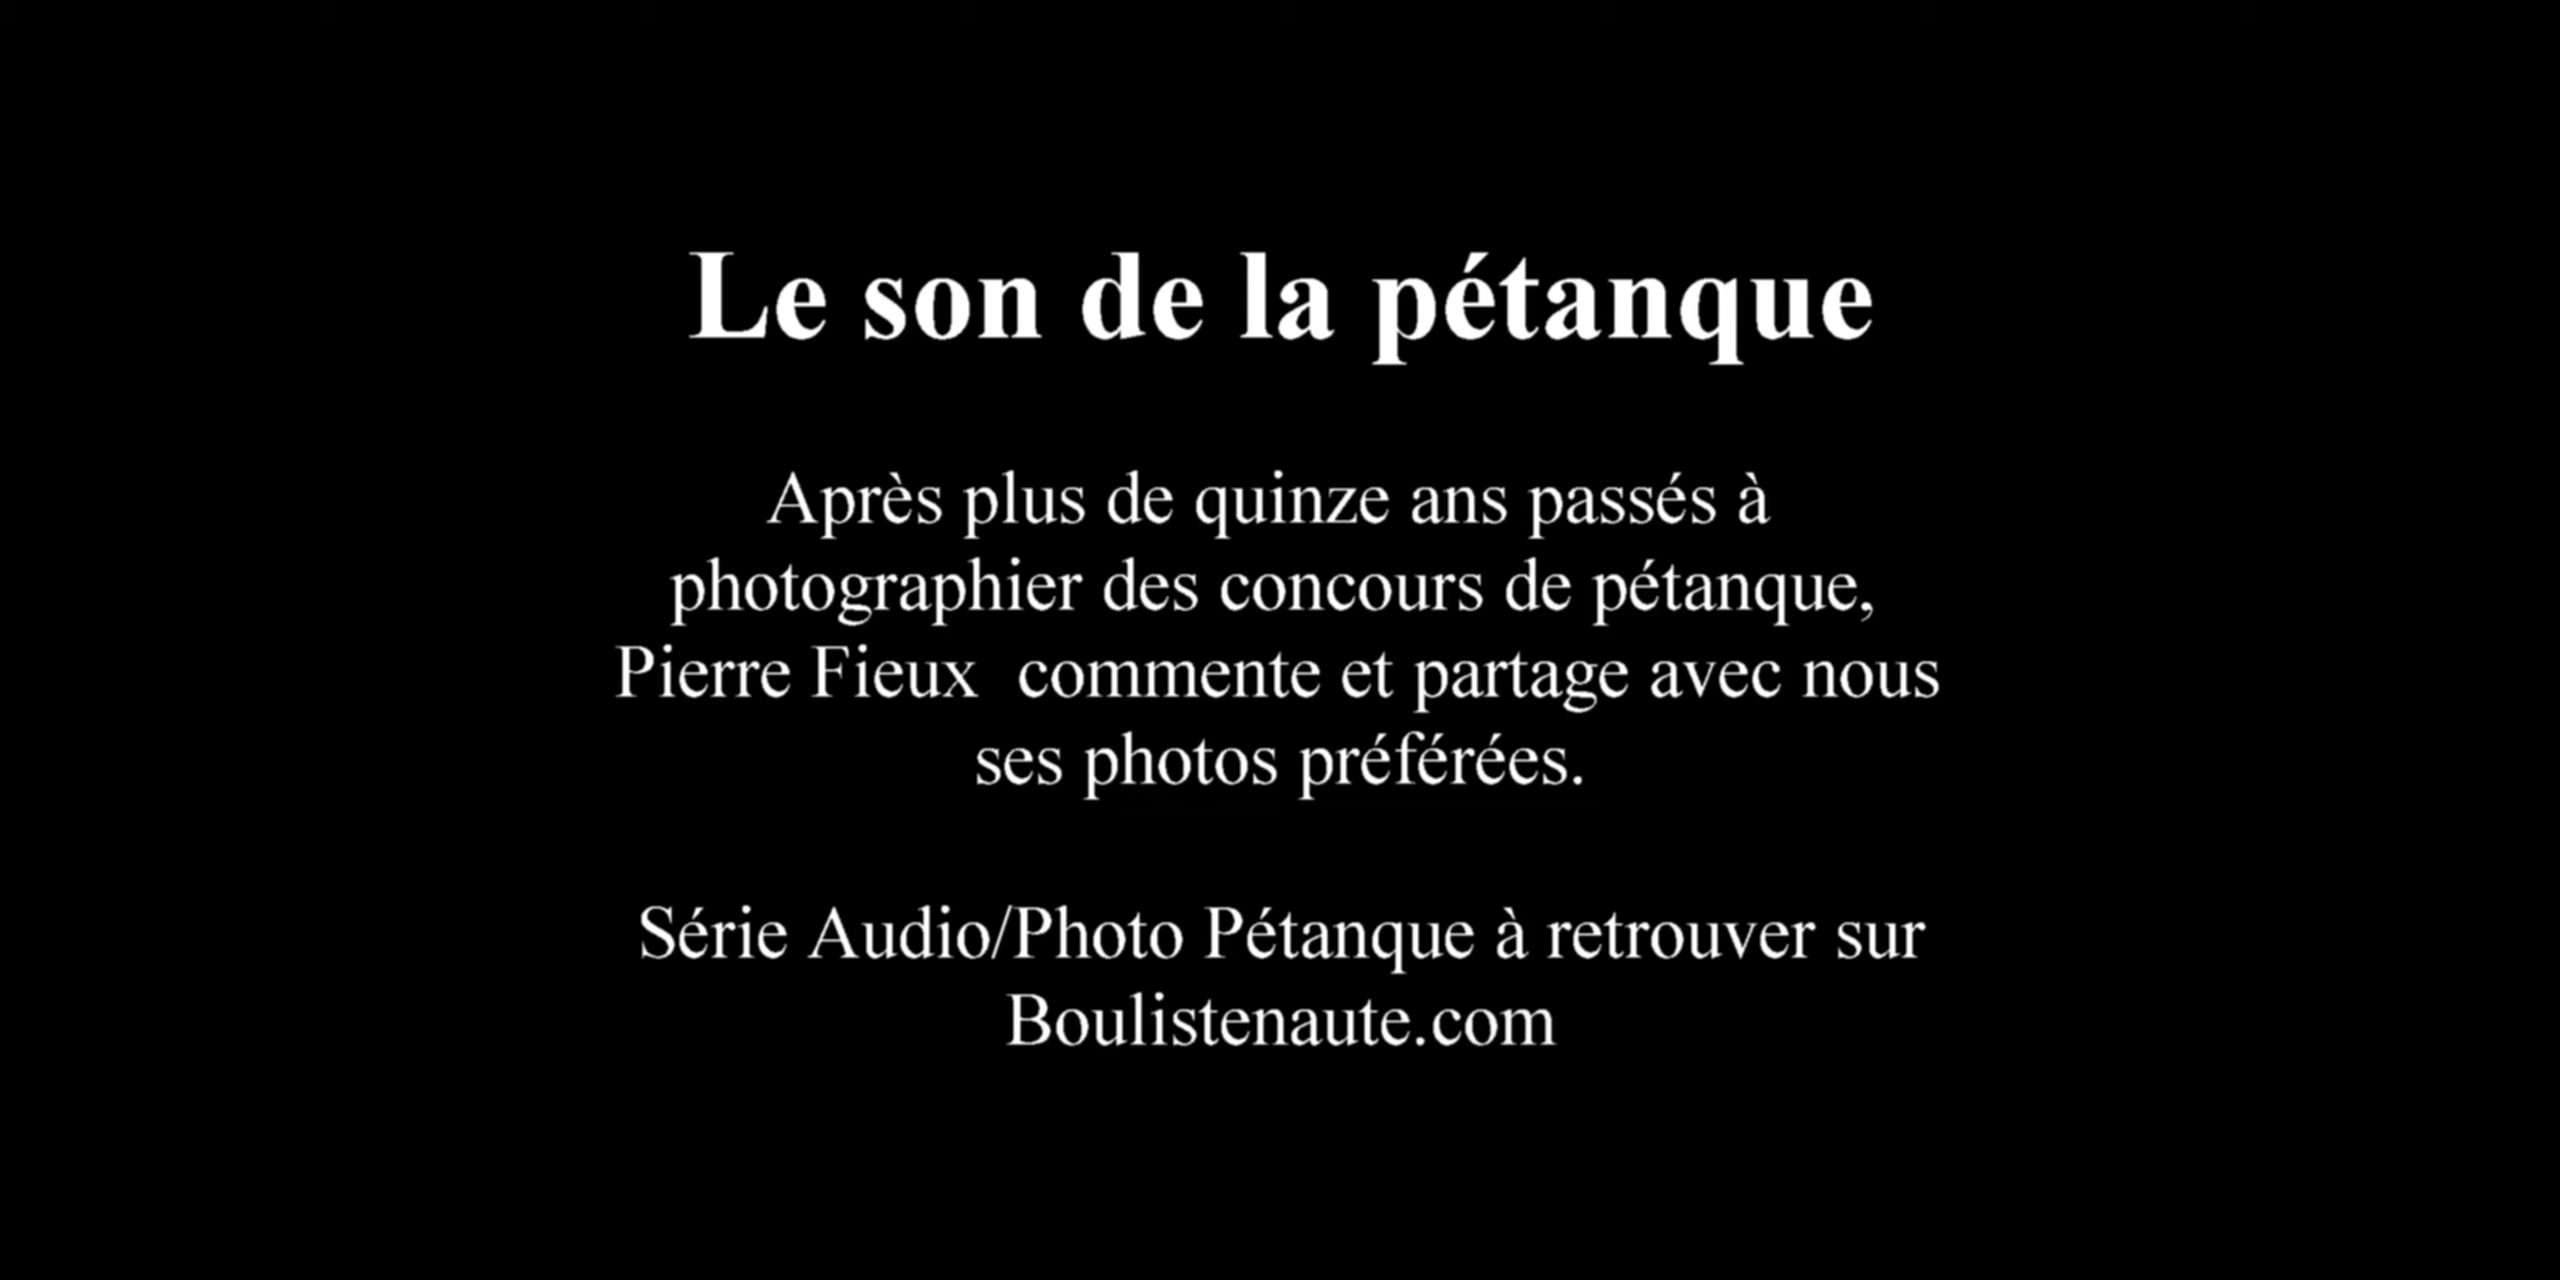 Le son de la pétanque
Après plus de quinze ans passés à
photographier des concours de pétanque,
Pierre Fieux  commente et partage avec nous
ses photos préférées.
Série Audio/Photo Pétanque à retrouver sur
Boulistenaute.com